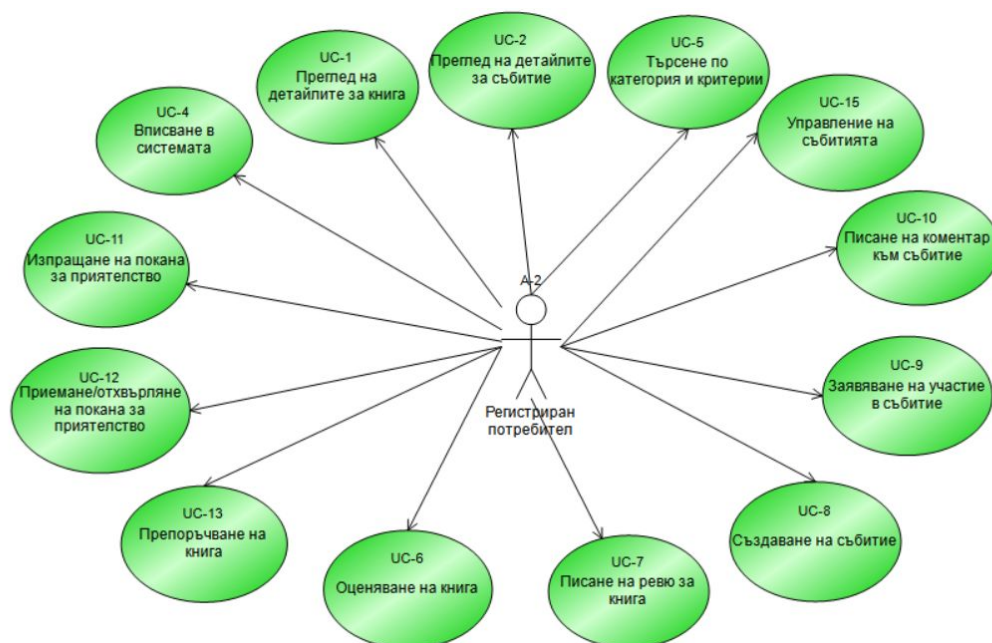 UC-1
Преглед на
детайлите за книга
UC-2
Преглед на детайлите
за събитие
UC-5
Търсене по
категория и критерии
UC-15
Управление на
събитията
UC-4
Вписване в
системата
UC-10
Писане на коментар
към събитие
UC-11
Изпращане на покана
за приятелство
A-2
Регистриран
потребител
UC-9
Заявяване на участие
в събитие
UC-12
Приемане/отхвърляне
на покана за
приятелство
UC-13
Препоръчване на
книга
UC-8
Създаване на събитие
UC-6
Оценяване на книга
UC-7
Писане на ревю за
книга